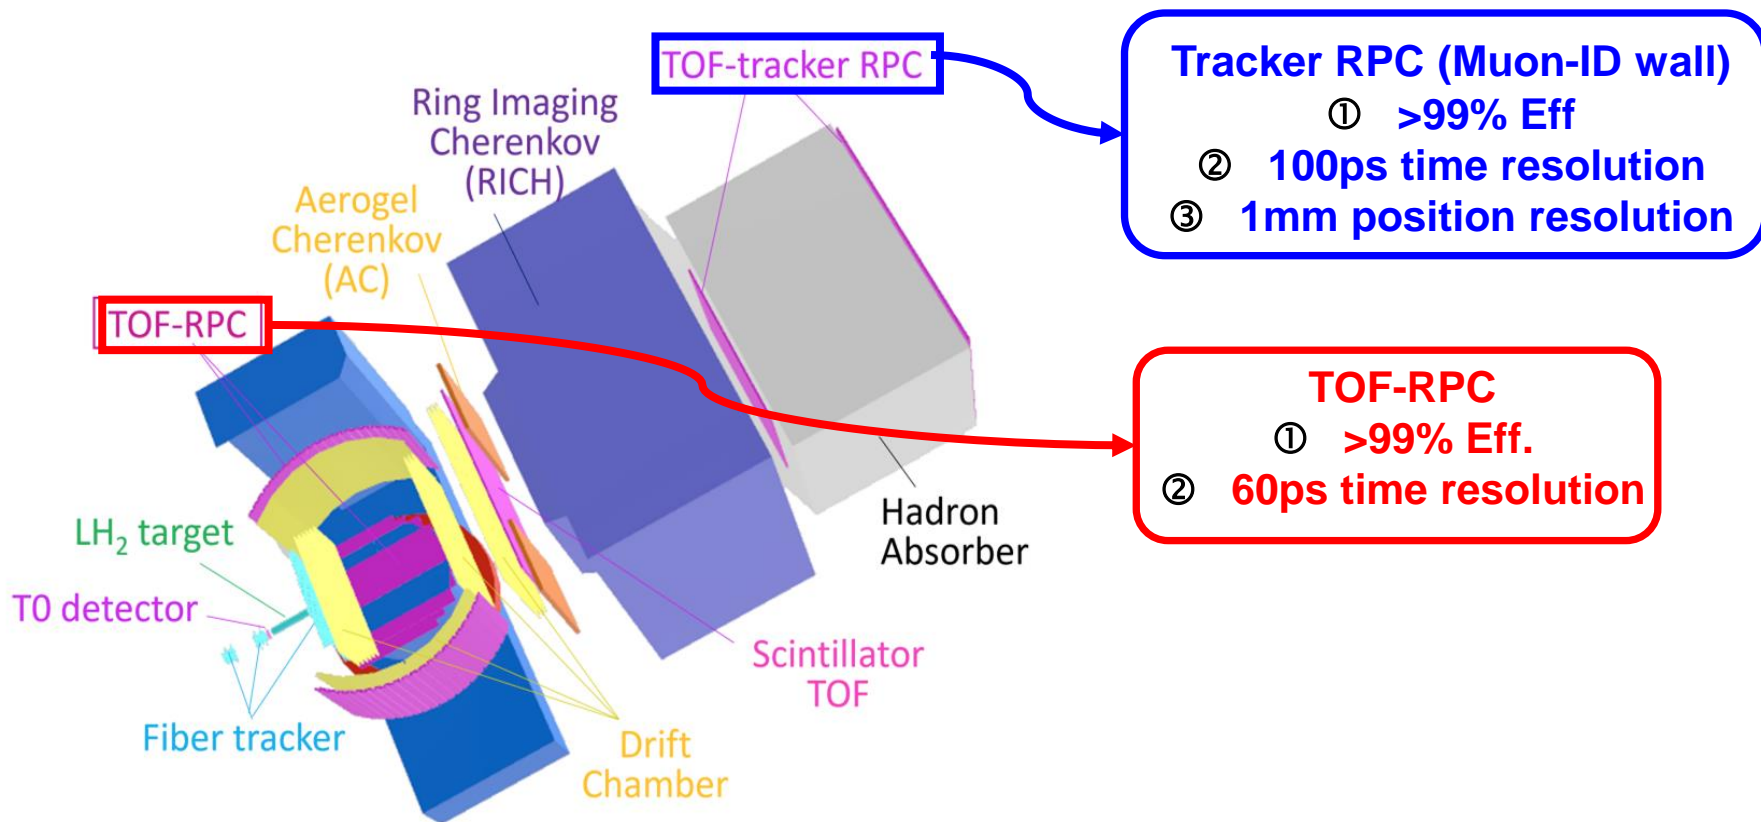 TOF-tracker RPC
Tracker RPC (Muon-ID wall)
① >99% Eff
② 100ps time resolution
③ 1mm position resolution
Ring Imaging
Cherenkov
(RICH)
Aerogel
Cherenkov
(AC)
TOF-RPC
TOF-RPC
① >99% Eff.
② 60ps time resolution
Hadron
Absorber
LH₂ target
T0 detector
Scintillator
TOF
Fiber tracker
Drift
Chamber